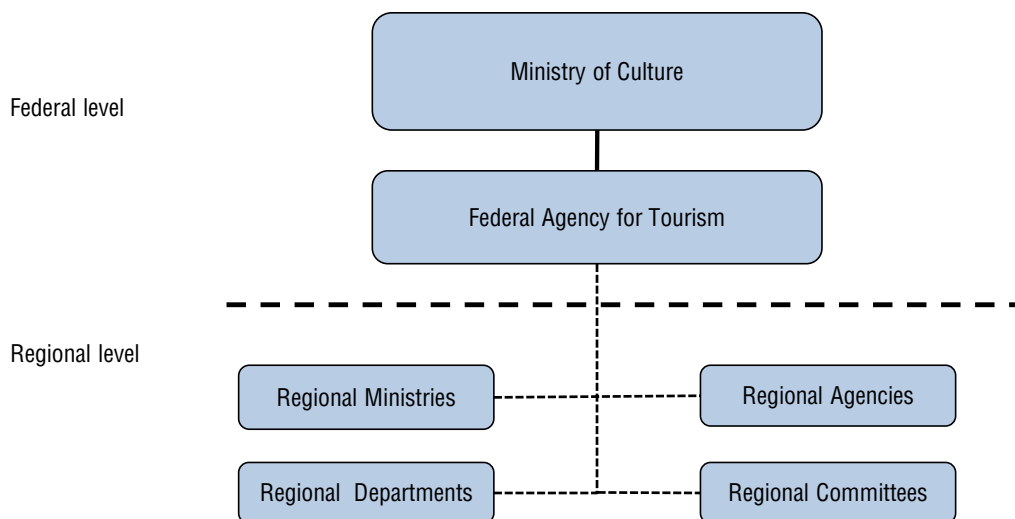 Ministry of Culture
Federal level
Federal Agency for Tourism
Regional level
Regional Ministries
Regional Agencies
Regional Departments
Regional Committees